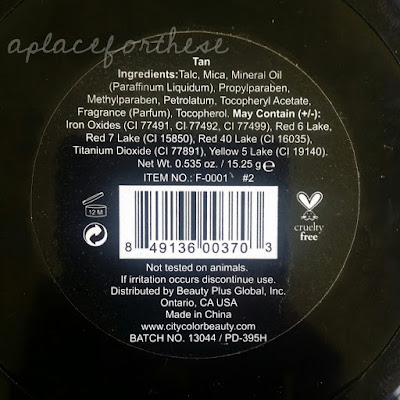 aplaceforthese
Tan
Ingredients:Talc, Mica, Mineral Oil
(Paraffinum Liquidum), Propylparaben,
Methylparaben, Petrolatum, Tocopheryl Acetate,
Fragrance (Parfum), Tocopherol. May Contain (+/-):
Iron Oxides (CI 77491, CI 77492, CI 77499), Red 6 Lake,
Red 7 Lake (CI 15850), Red 40 Lake (CI 16035),
Titanium Dioxide (CI 77891), Yellow 5 Lake (CI 19140).
Net Wt. 0.535 oz. / 15.25 g e
ITEM NO.: F-0001 #2
12 M
cruelty
free
8 49136 00370 3
Not tested on animals.
If irritation occurs discontinue use.
Distributed by Beauty Plus Global, Inc.
Ontario, CA USA
Made in China
www.citycolorbeauty.com
BATCH NO. 13044 / PD-395H